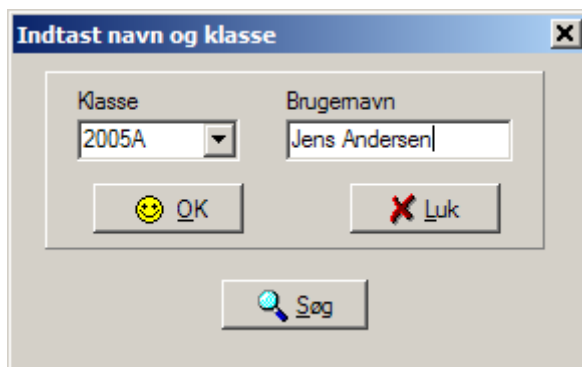 Indtast navn og klasse
Klasse Brugernavn
2005A Jens Andersen
OK Luk
Søg